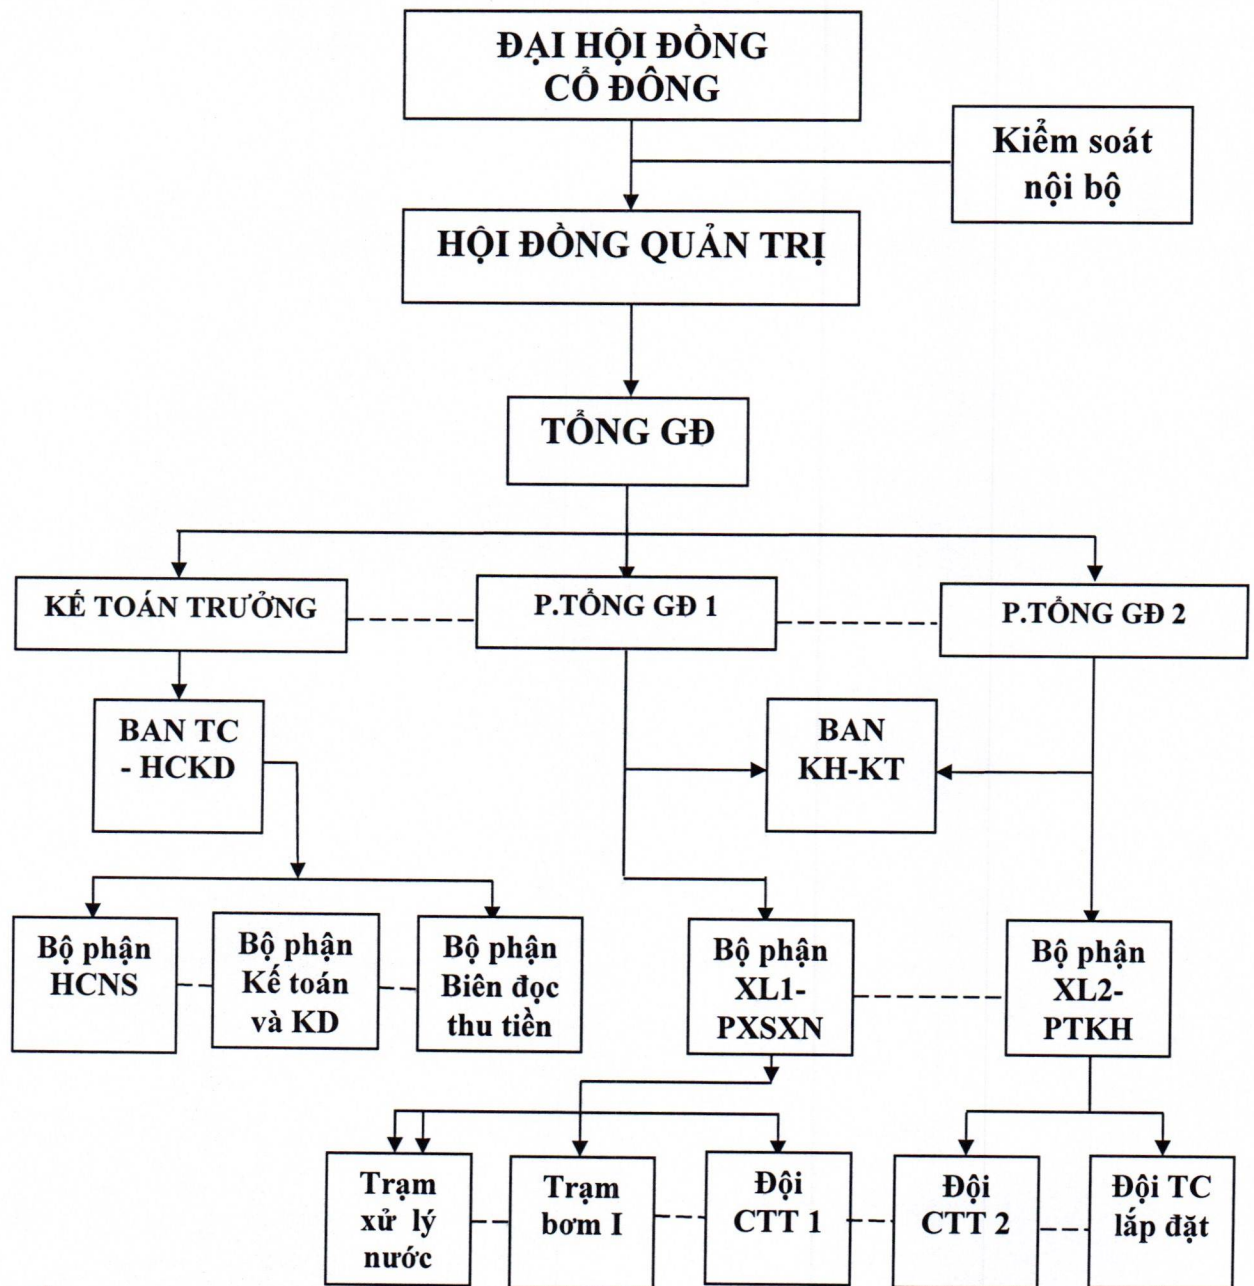 ĐẠI HỘI ĐỒNG
CỔ ĐÔNG
Kiểm soát
nội bộ
HỘI ĐỒNG QUẢN TRỊ
TỔNG GĐ
KẾ TOÁN TRƯỞNG
P.TỔNG GĐ 1
P.TỔNG GĐ 2
BAN TC
- HCKD
BAN
KH-KT
Bộ phận
HCNS
Bộ phận
Kế toán
và KD
Bộ phận
Biên đọc
thu tiền
Bộ phận
XL1-
PXSXN
Bộ phận
XL2-
PTKH
Trạm
xử lý
nước
Trạm
bơm I
Đội
CTT 1
Đội
CTT 2
Đội TC
lắp đặt